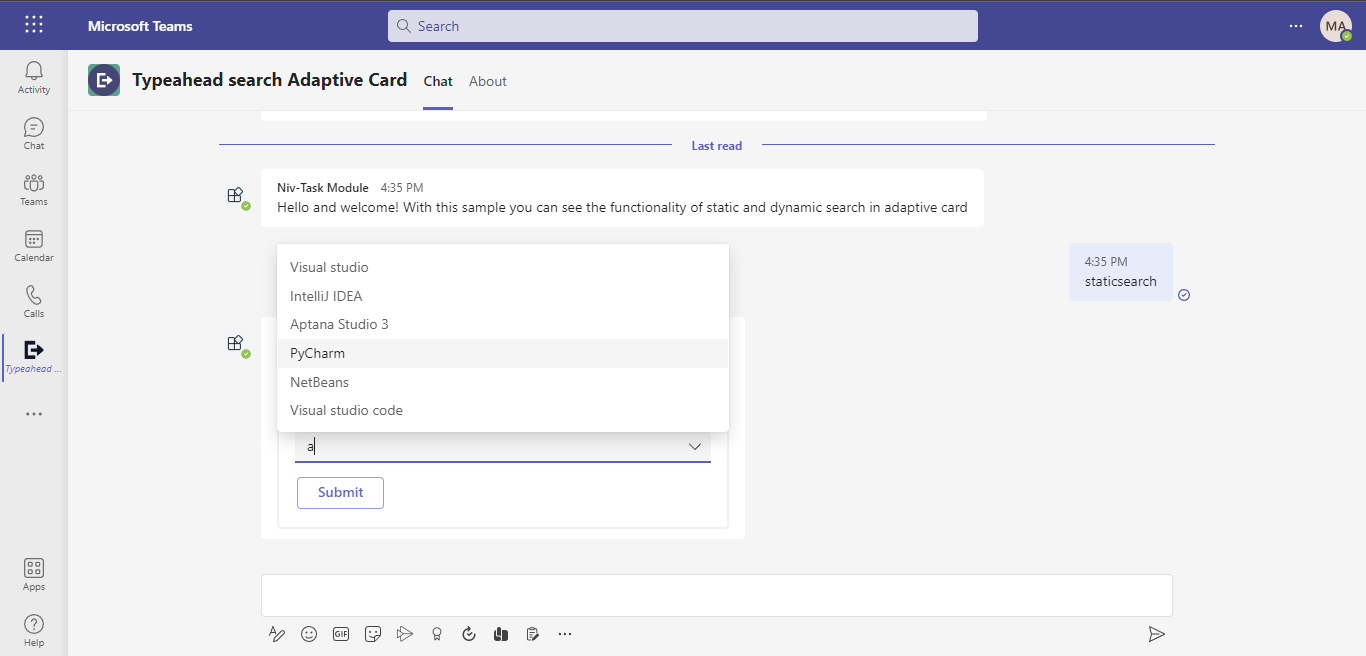 Microsoft Teams
Search
MA
Activity
Chat
Teams
Calendar
Calls
Typeahead ...
Apps
Help
Typeahead search Adaptive Card
Chat
About
Last read
Niv-Task Module 4:35 PM
Hello and welcome! With this sample you can see the functionality of static and dynamic search in adaptive card
4:35 PM
staticsearch
Visual studio
IntelliJ IDEA
Aptana Studio 3
PyCharm
NetBeans
Visual studio code
a
Submit
GIF